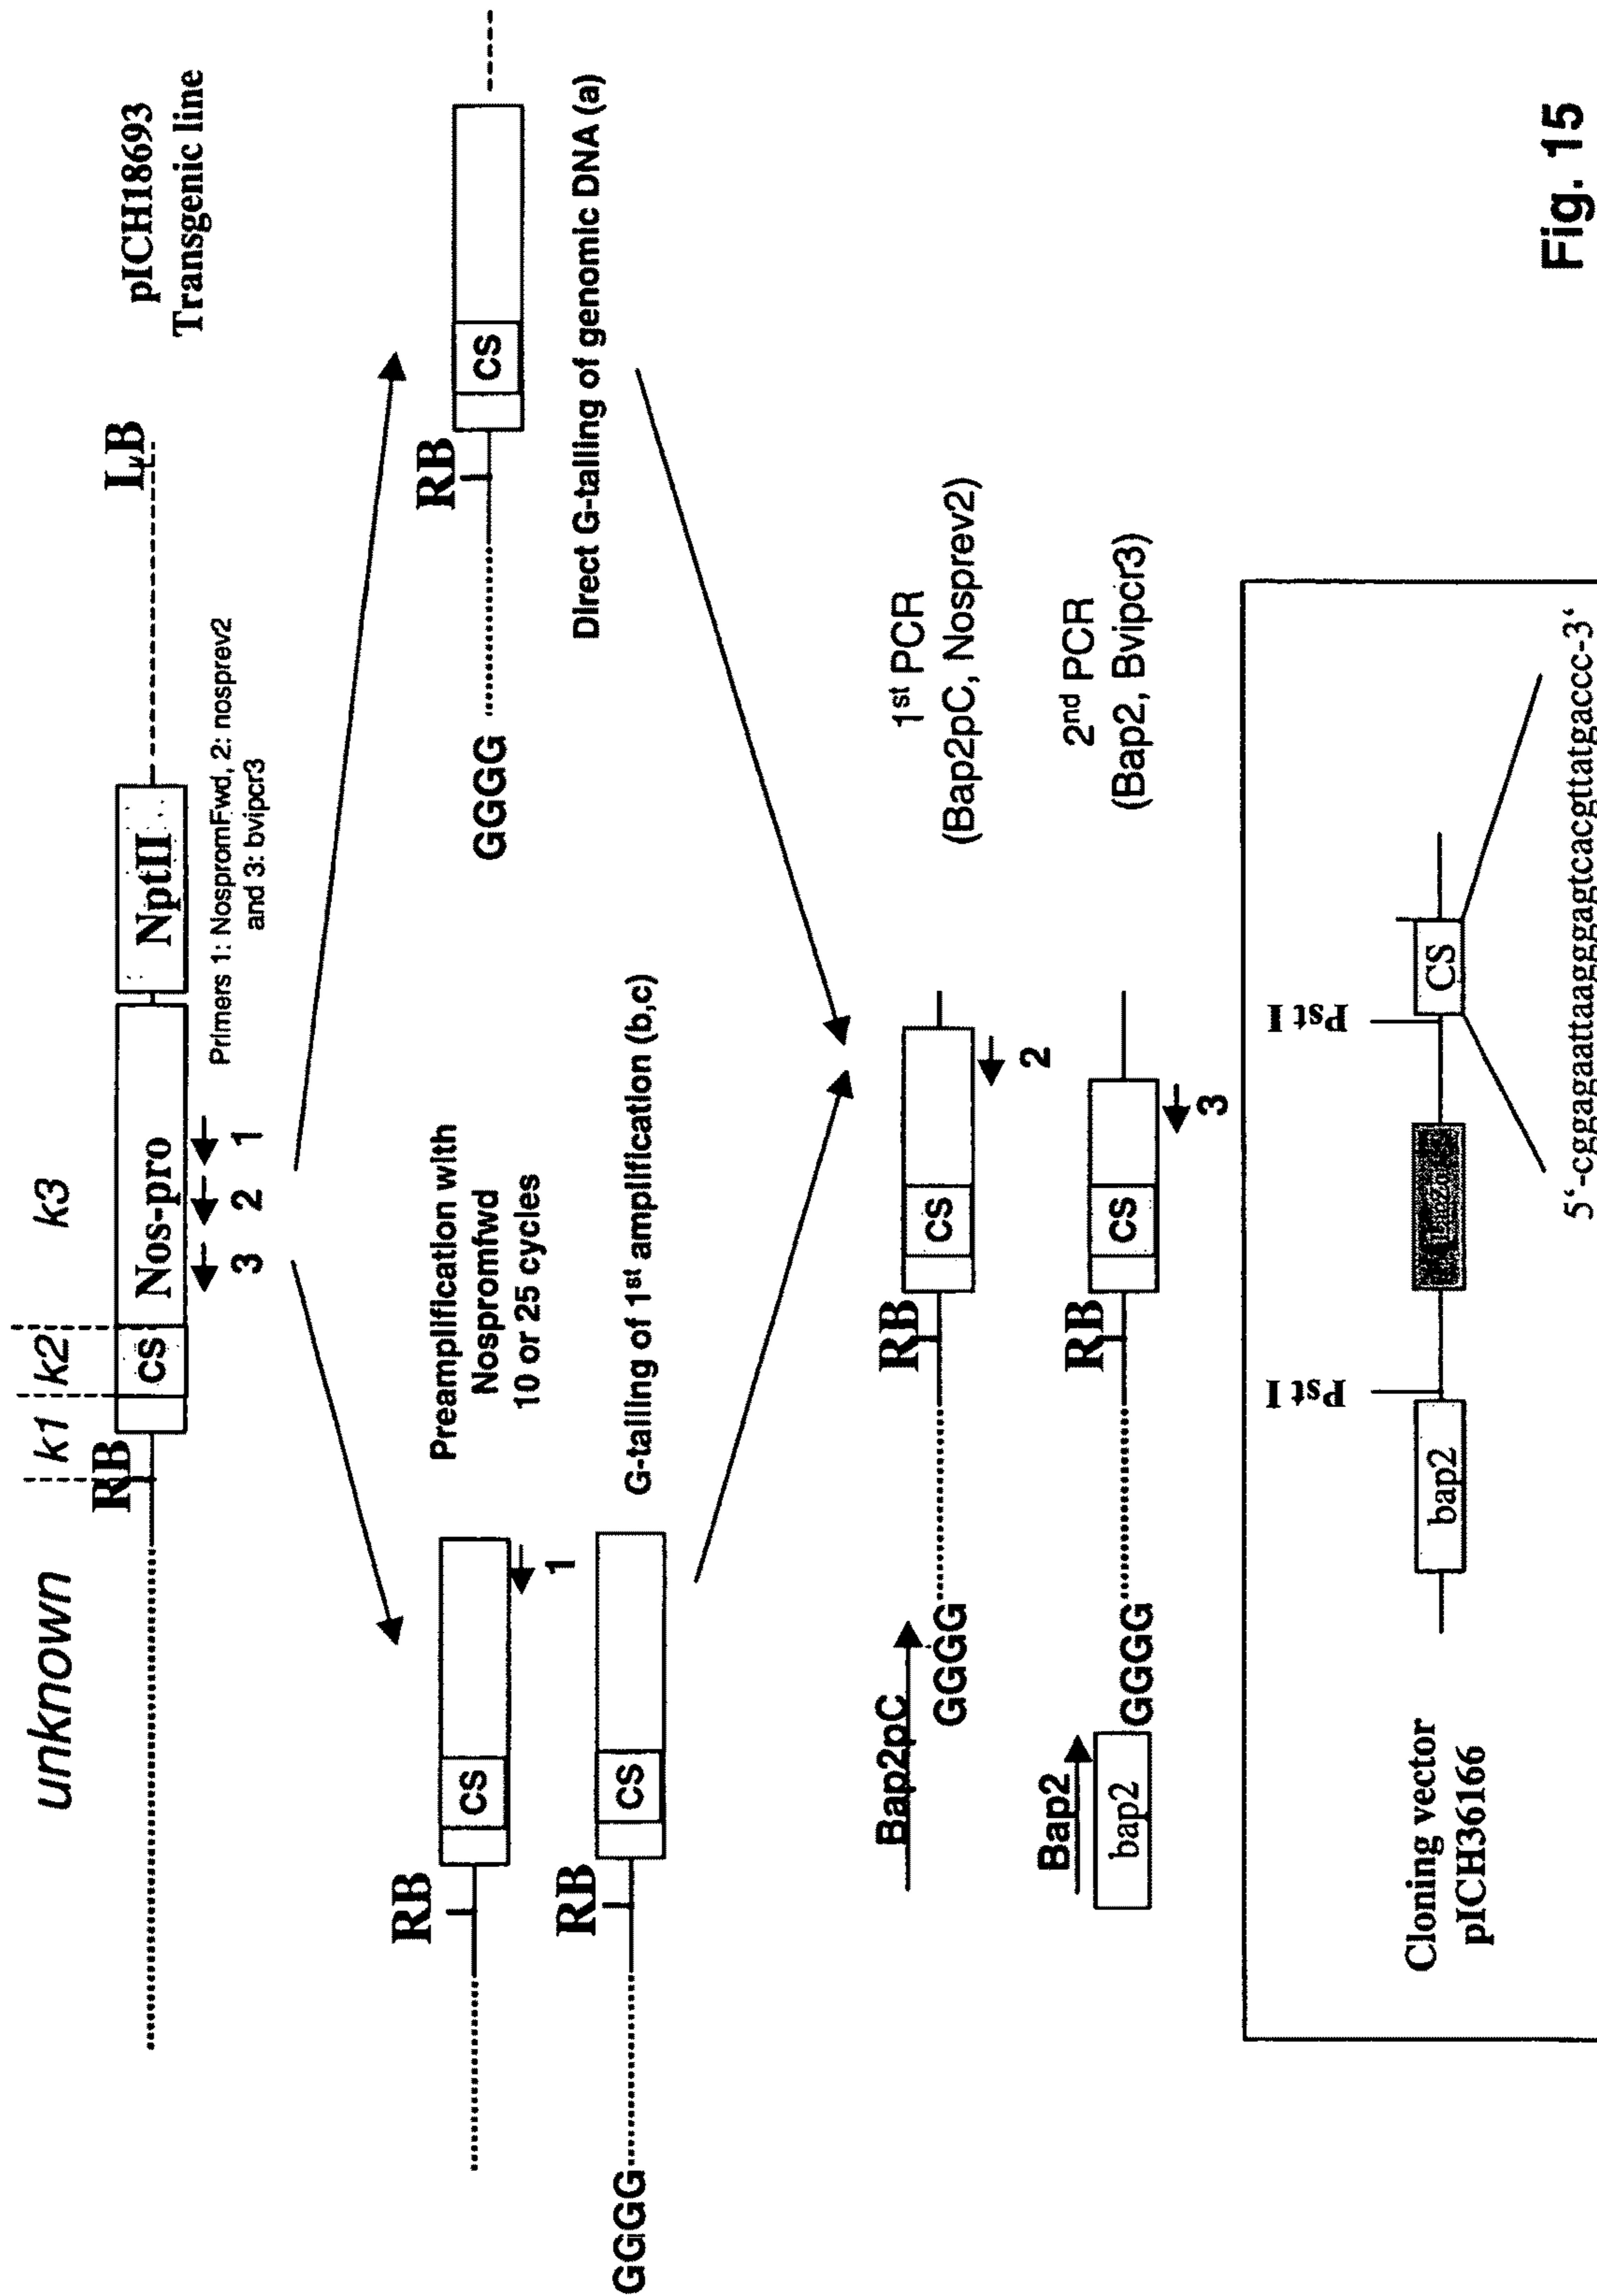 unknown
k1
k2
k3
RB
CS
Nos-pro
NptII
LB
pICH18693
Transgenic line
3
2
1
Primers 1: NospromFwd, 2: nosprev2
and 3: bvipcr3
RB
CS
1
Preamplification with
Nospromfwd
10 or 25 cycles
GGGG
RB
CS
G-tailing of 1st amplification (b,c)
GGGG
RB
CS
Direct G-tailing of genomic DNA (a)
Bap2pC
GGGG
RB
CS
2
1st PCR
(Bap2pC, Nosprev2)
Bap2
bap2
GGGG
RB
CS
3
2nd PCR
(Bap2, Bvipcr3)
Cloning vector
pICH36166
bap2
Pst I
Pst I
CS
5‘-cggagaattaagggagtcacgttatgaccc-3‘
Fig. 15